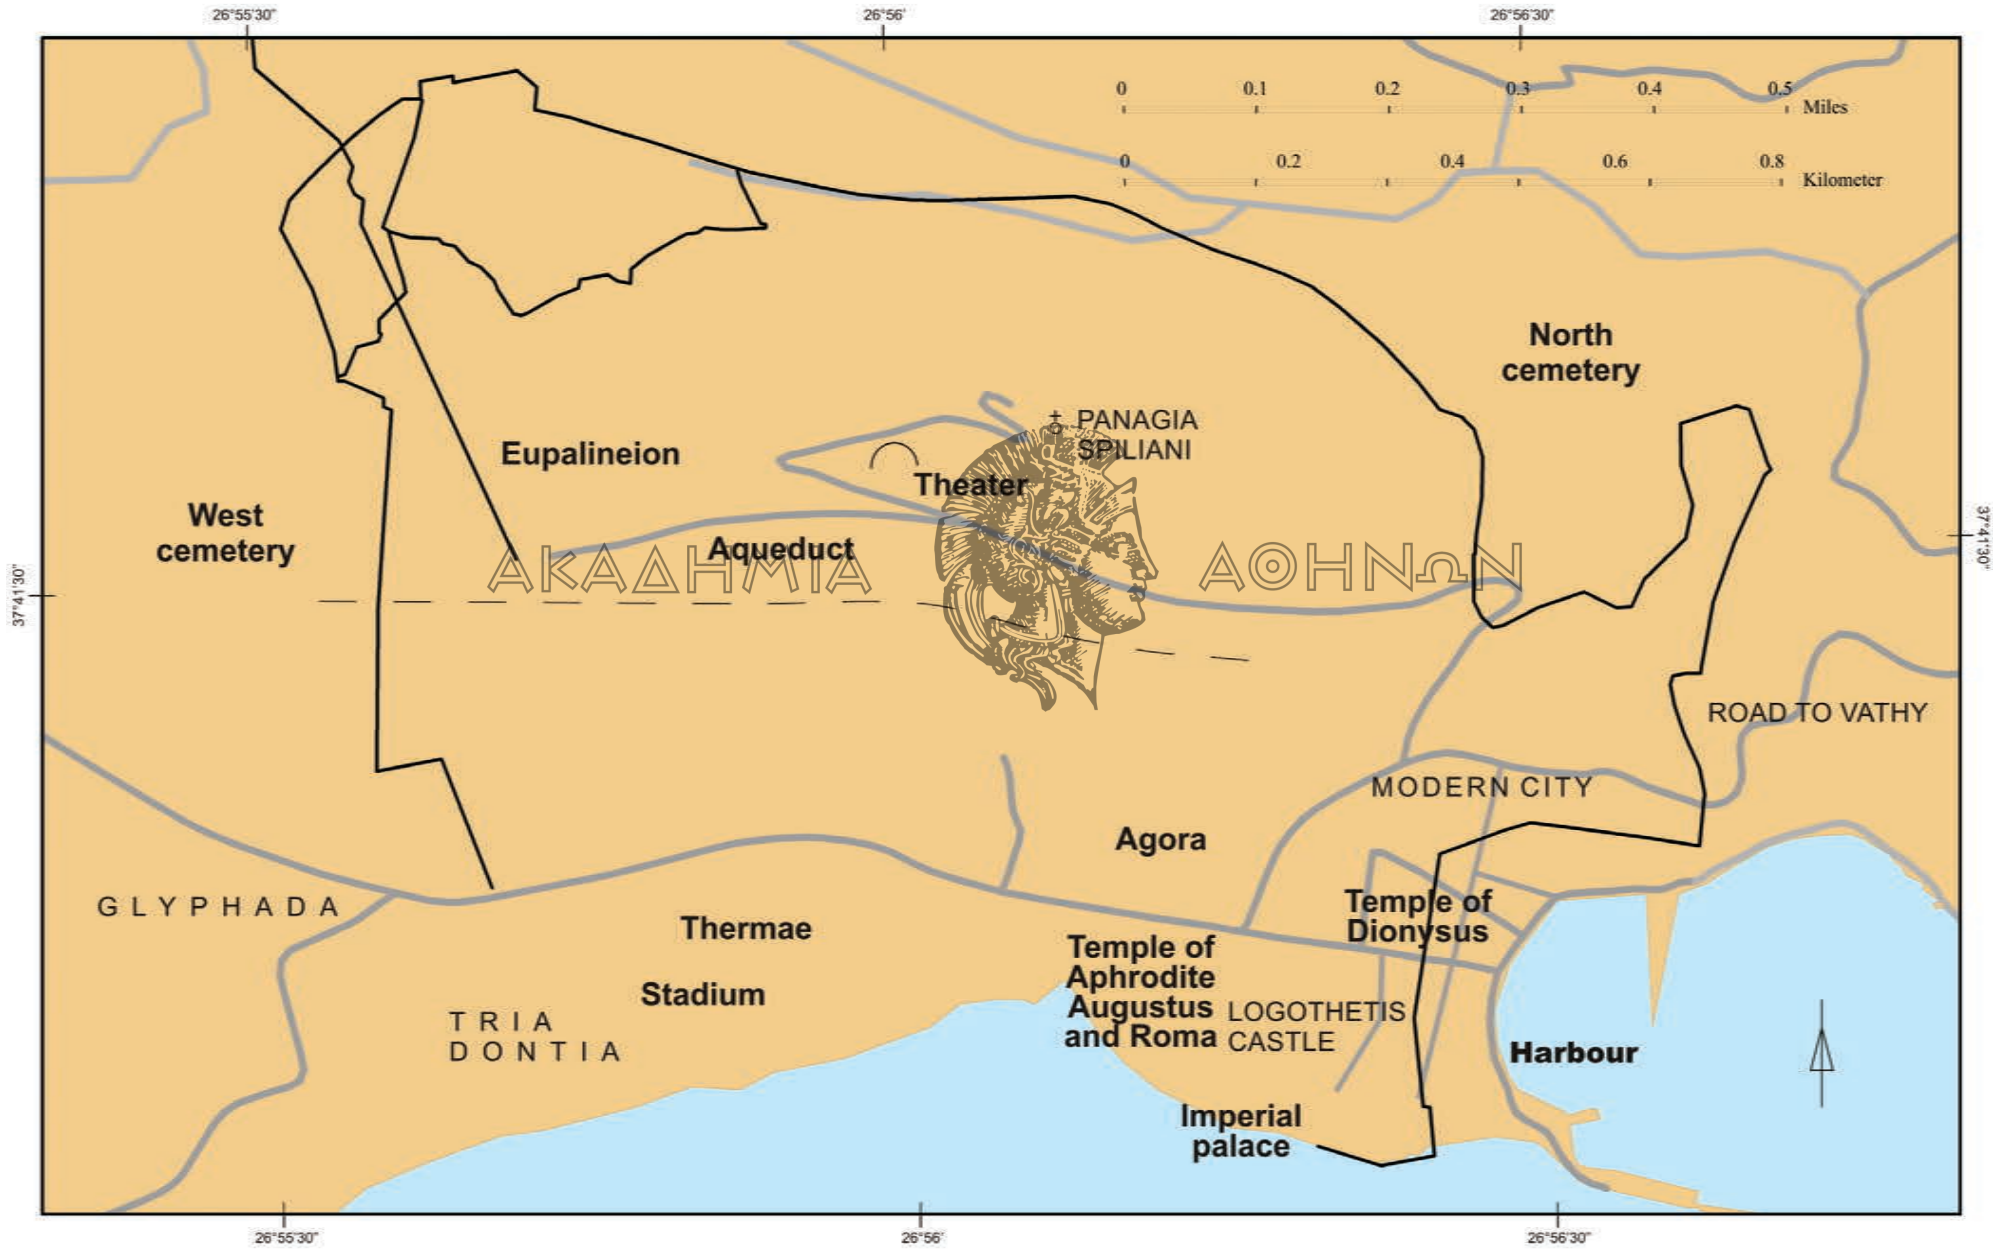 26°55'30"
26°56'
26°56'30"
0 0.1 0.2 0.3 0.4 0.5 Miles
0 0.2 0.4 0.6 0.8 Kilometer
North
cemetery
PANAGIA
SPILIANI
Eupalineion
Theater
West
cemetery
Aqueduct
ΑΚΑΔΗΜΙΑ ΑΘΗΝΩΝ
37°41'30"
37°41'30"
ROAD TO VATHY
MODERN CITY
Agora
GLYPHADA
Temple of
Dionysus
Thermae
Temple of
Aphrodite
Augustus
and Roma
Stadium
LOGOTHETIS
CASTLE
TRIA
DONTIA
Harbour
Imperial
palace
26°55'30"
26°56'
26°56'30"